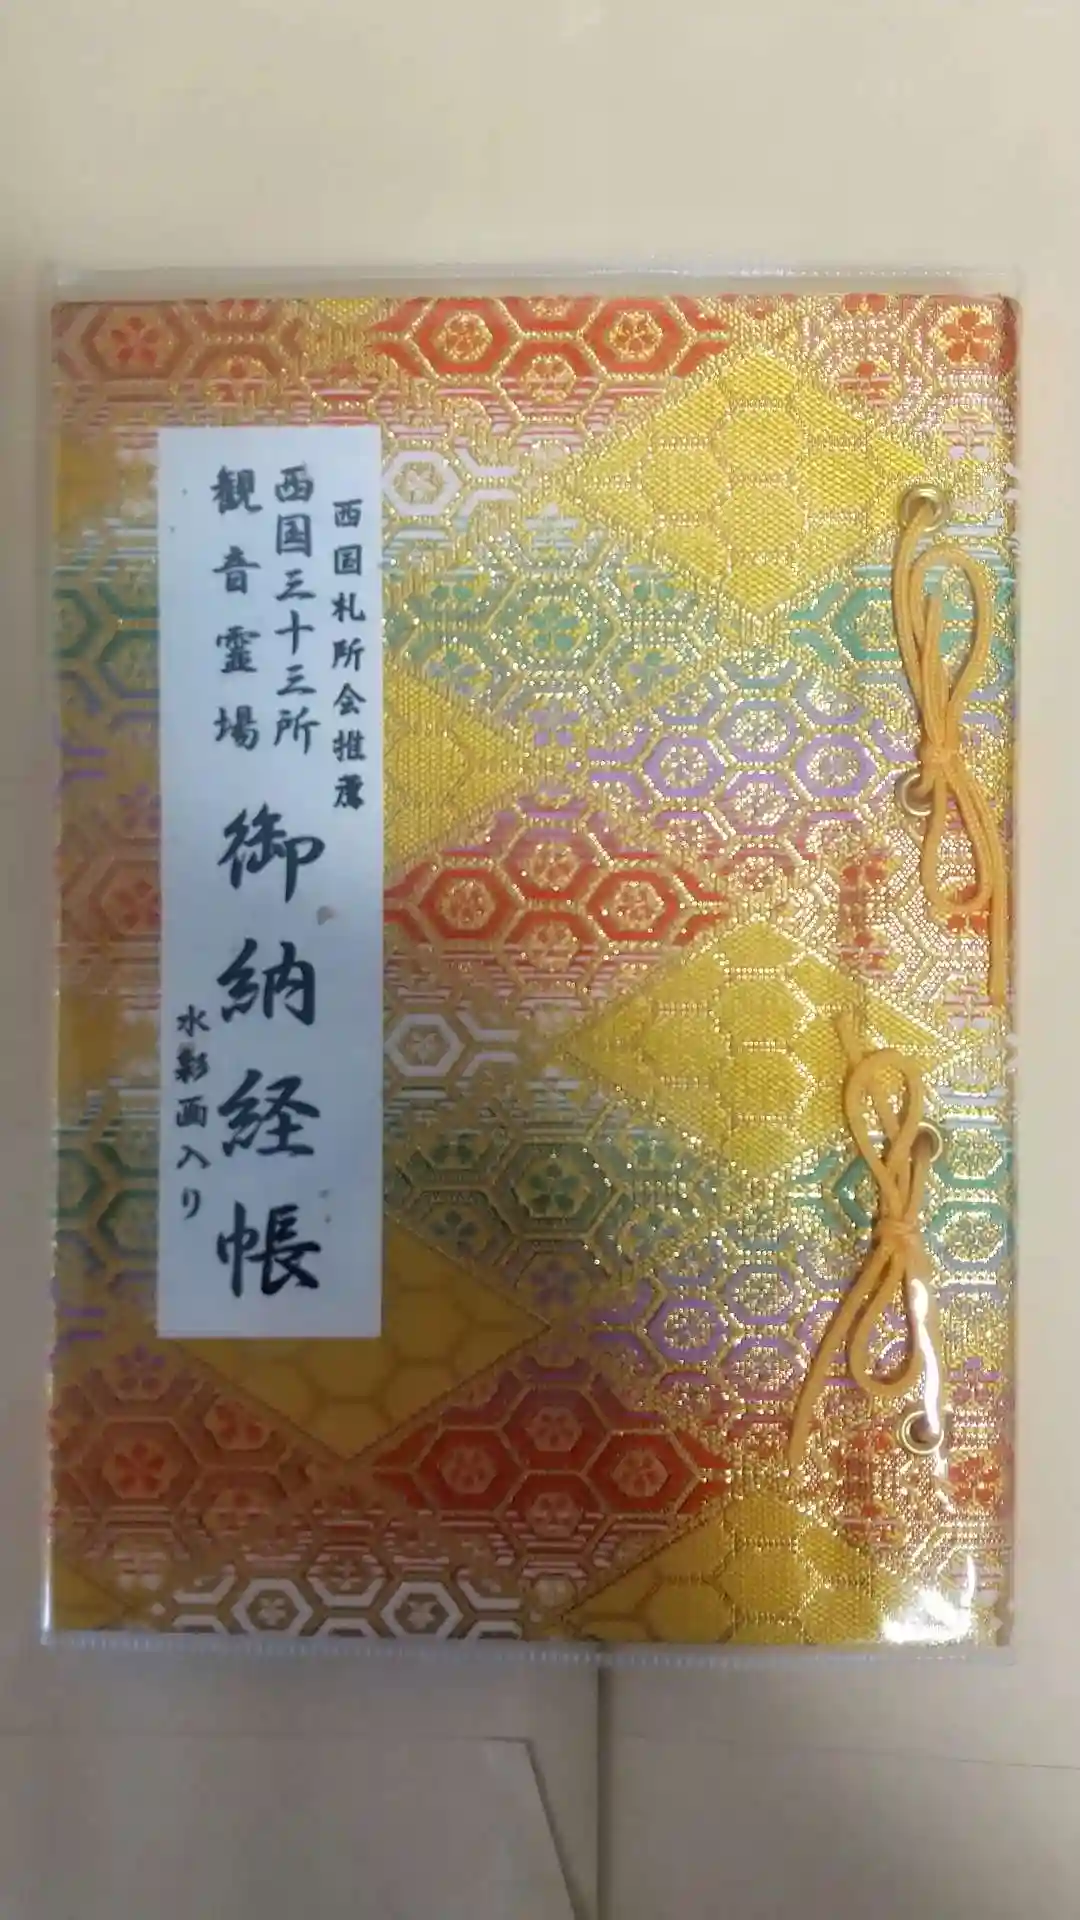 西国札所会推薦
西国三十三所
観音霊場
御納経帳
水彩画入り